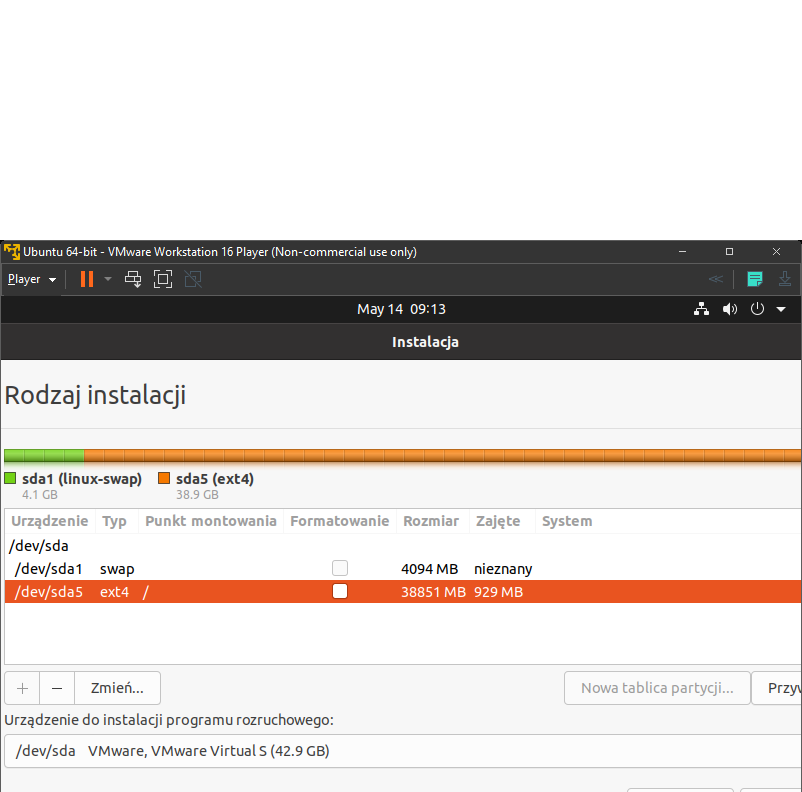 Ubuntu 64-bit - VMware Workstation 16 Player (Non-commercial use only)
Player
May 14 09:13
Instalacja
Rodzaj instalacji
sda1 (linux-swap)
4.1 GB
sda5 (ext4)
38.9 GB
Urządzenie Typ Punkt montowania Formatowanie Rozmiar Zajęte System
/dev/sda
/dev/sda1 swap 4094 MB nieznany
/dev/sda5 ext4 / 38851 MB 929 MB
+ − Zmień... Nowa tablica partycji...
Urządzenie do instalacji programu rozruchowego:
/dev/sda VMware, VMware Virtual S (42.9 GB)